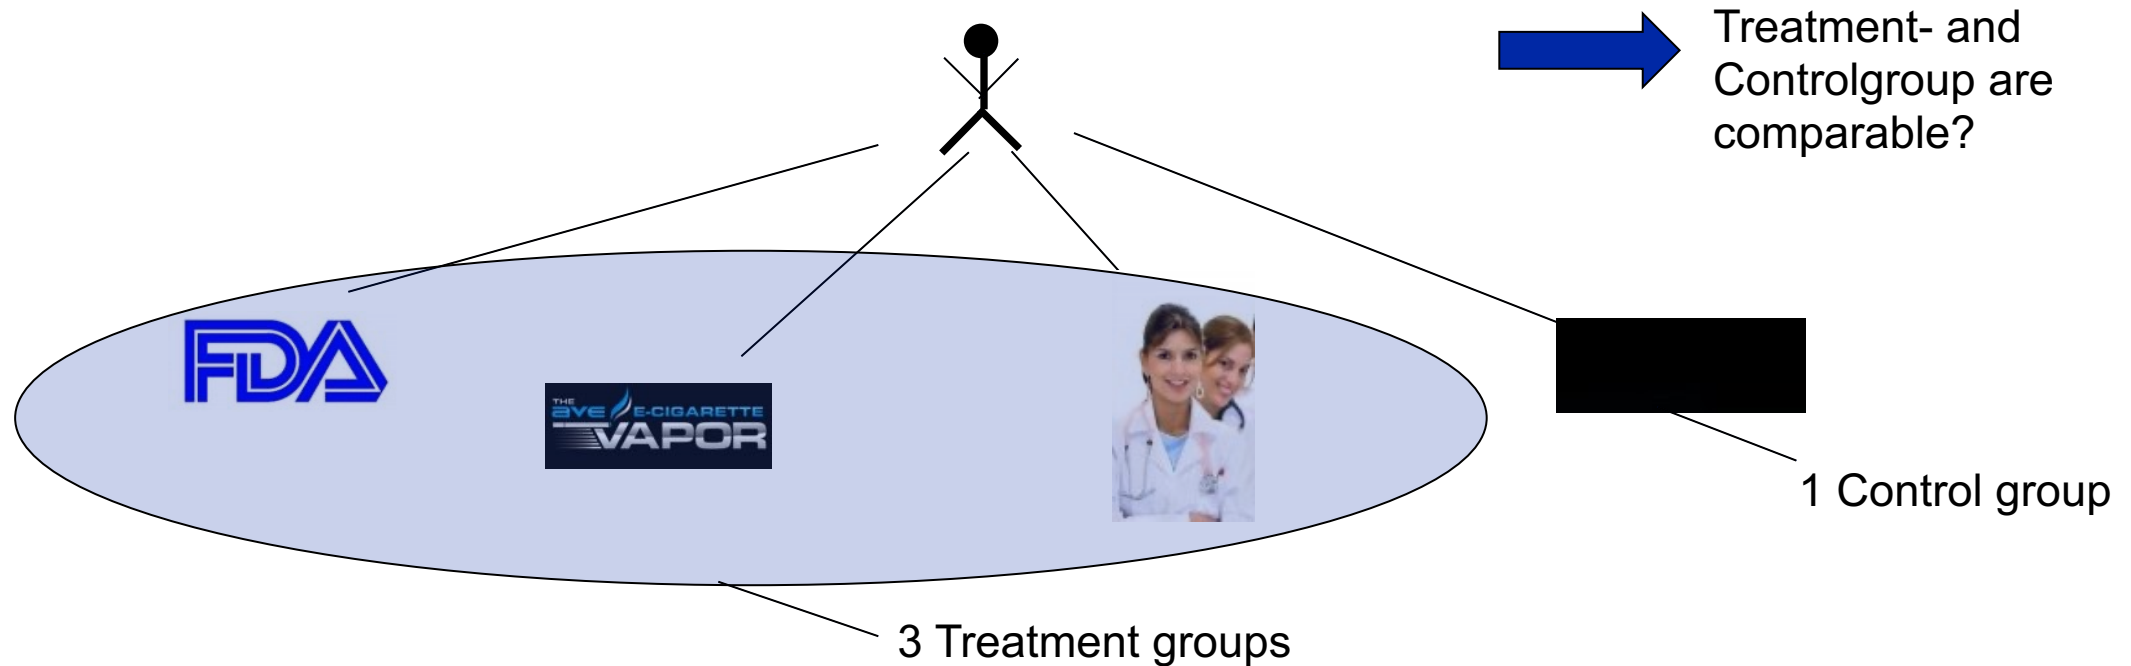 Treatment- and
Controlgroup are
comparable?
FDA
THE
ave E-CIGARETTE
VAPOR
1 Control group
3 Treatment groups